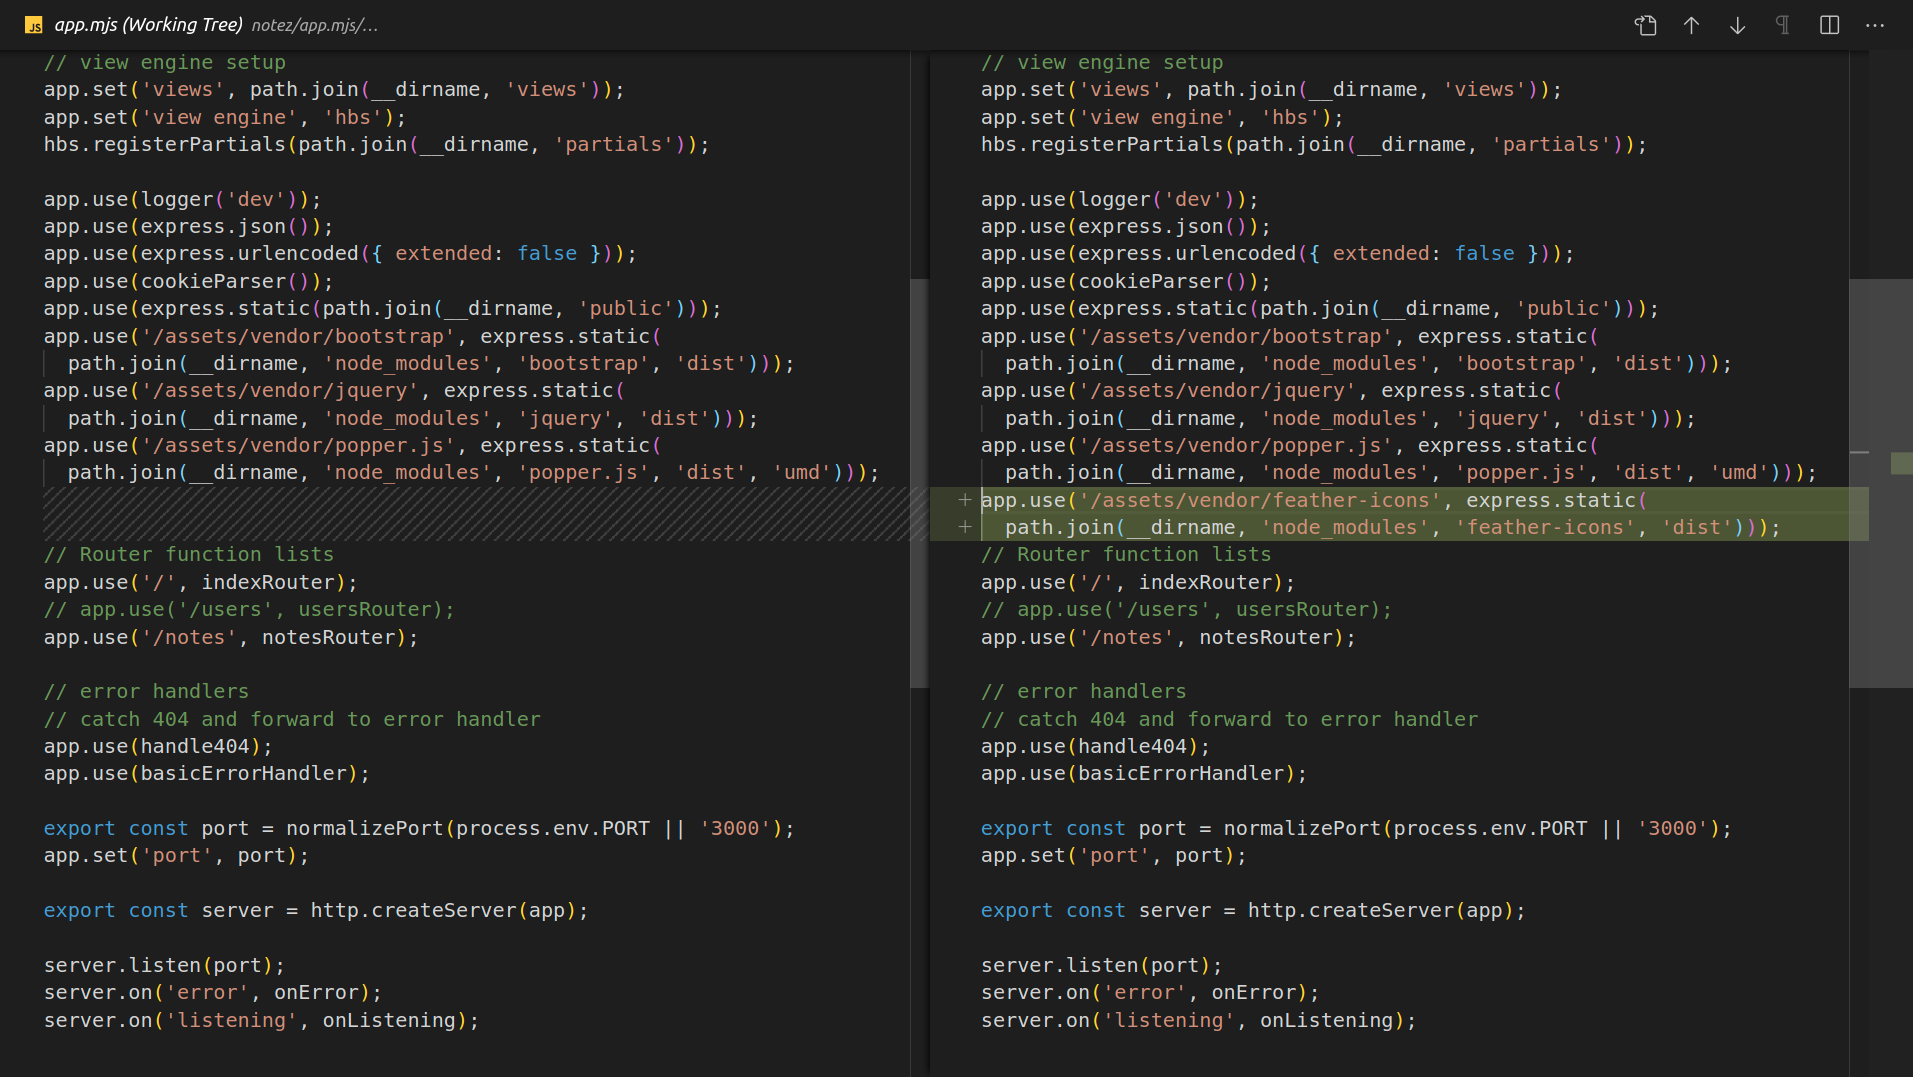 JS app.mjs (Working Tree) notez/app.mjs/...
// view engine setup
app.set('views', path.join(__dirname, 'views'));
app.set('view engine', 'hbs');
hbs.registerPartials(path.join(__dirname, 'partials'));
app.use(logger('dev'));
app.use(express.json());
app.use(express.urlencoded({ extended: false }));
app.use(cookieParser());
app.use(express.static(path.join(__dirname, 'public')));
app.use('/assets/vendor/bootstrap', express.static(
  path.join(__dirname, 'node_modules', 'bootstrap', 'dist')));
app.use('/assets/vendor/jquery', express.static(
  path.join(__dirname, 'node_modules', 'jquery', 'dist')));
app.use('/assets/vendor/popper.js', express.static(
  path.join(__dirname, 'node_modules', 'popper.js', 'dist', 'umd')));
// Router function lists
app.use('/', indexRouter);
// app.use('/users', usersRouter);
app.use('/notes', notesRouter);
// error handlers
// catch 404 and forward to error handler
app.use(handle404);
app.use(basicErrorHandler);
export const port = normalizePort(process.env.PORT || '3000');
app.set('port', port);
export const server = http.createServer(app);
server.listen(port);
server.on('error', onError);
server.on('listening', onListening);
// view engine setup
app.set('views', path.join(__dirname, 'views'));
app.set('view engine', 'hbs');
hbs.registerPartials(path.join(__dirname, 'partials'));
app.use(logger('dev'));
app.use(express.json());
app.use(express.urlencoded({ extended: false }));
app.use(cookieParser());
app.use(express.static(path.join(__dirname, 'public')));
app.use('/assets/vendor/bootstrap', express.static(
  path.join(__dirname, 'node_modules', 'bootstrap', 'dist')));
app.use('/assets/vendor/jquery', express.static(
  path.join(__dirname, 'node_modules', 'jquery', 'dist')));
app.use('/assets/vendor/popper.js', express.static(
  path.join(__dirname, 'node_modules', 'popper.js', 'dist', 'umd')));
+ app.use('/assets/vendor/feather-icons', express.static(
+   path.join(__dirname, 'node_modules', 'feather-icons', 'dist')));
// Router function lists
app.use('/', indexRouter);
// app.use('/users', usersRouter);
app.use('/notes', notesRouter);
// error handlers
// catch 404 and forward to error handler
app.use(handle404);
app.use(basicErrorHandler);
export const port = normalizePort(process.env.PORT || '3000');
app.set('port', port);
export const server = http.createServer(app);
server.listen(port);
server.on('error', onError);
server.on('listening', onListening);